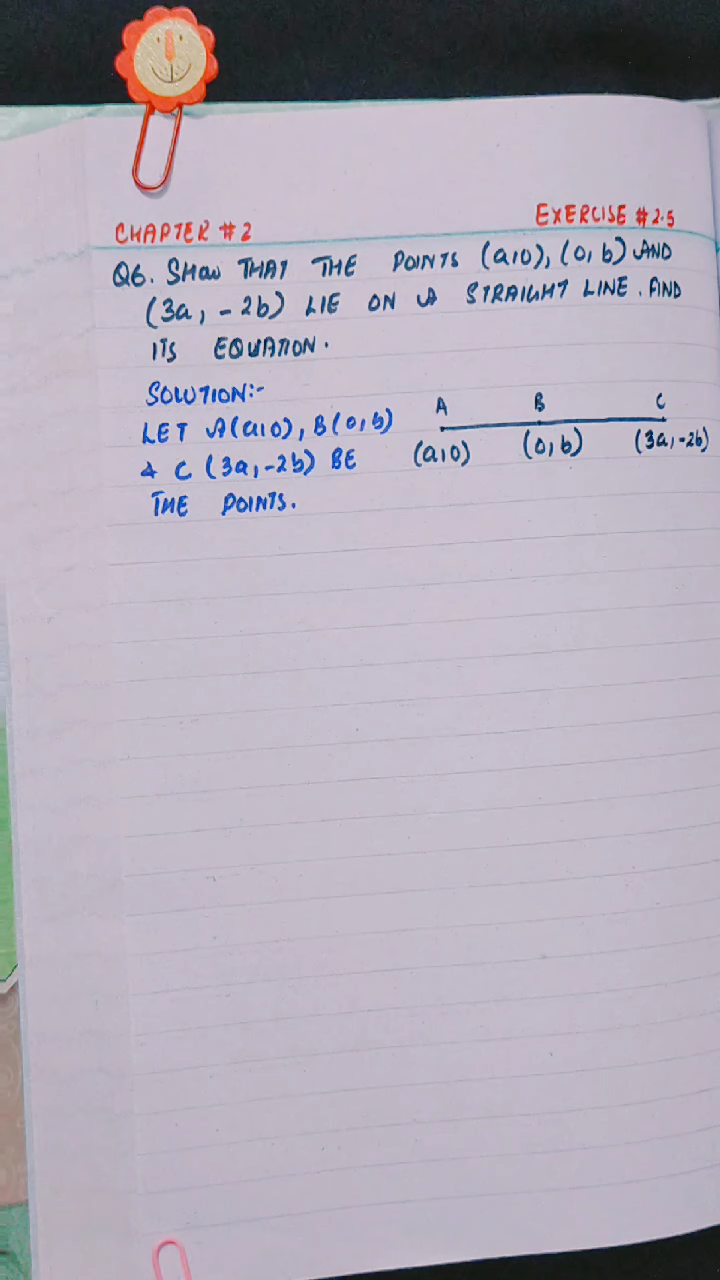 CHAPTER # 2
EXERCISE # 2.5
Q6. SHOW THAT THE POINTS (a,0), (0, b) AND
(3a, -2b) LIE ON A STRAIGHT LINE. FIND
ITS EQUATION.
SOLUTION:-
LET A(a,0), B(0,b)
& C (3a,-2b) BE
THE POINTS.
A B C
(a,0) (0,b) (3a,-2b)